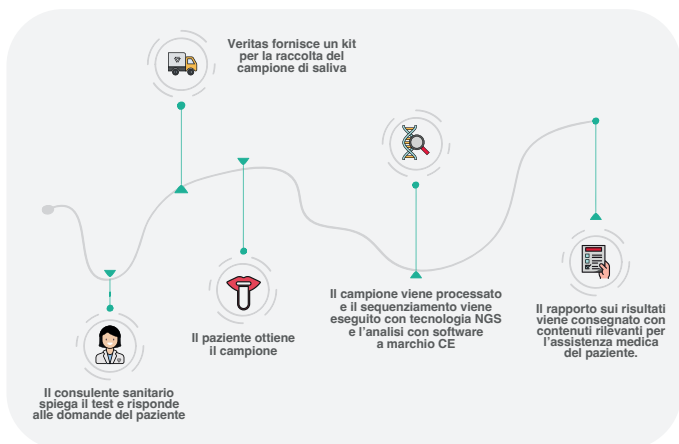 Veritas fornisce un kit
per la raccolta del
campione di saliva
Il consulente sanitario
spiega il test e risponde
alle domande del paziente
Il paziente ottiene
il campione
Il campione viene processato
e il sequenziamento viene
eseguito con tecnologia NGS
e l’analisi con software
a marchio CE
Il rapporto sui risultati
viene consegnato con
contenuti rilevanti per
l’assistenza medica
del paziente.